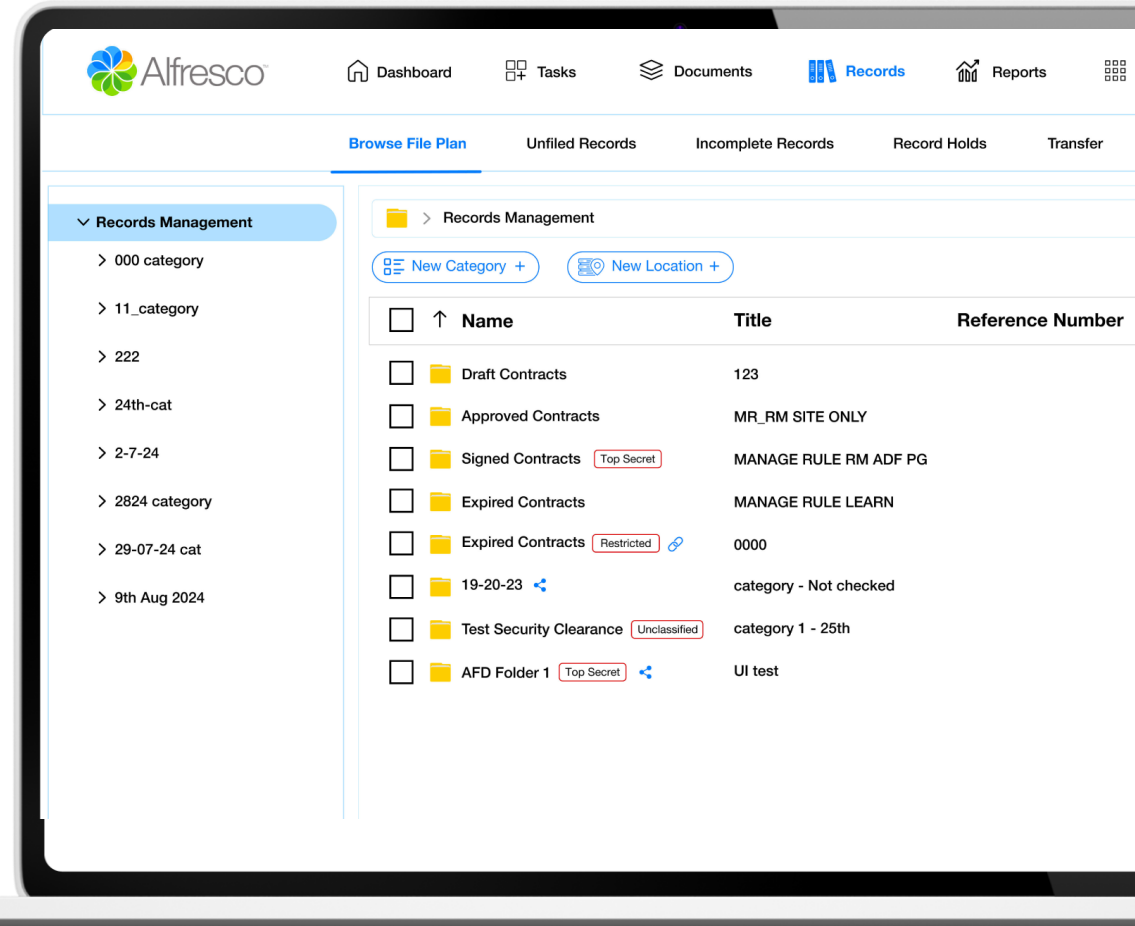 Alfresco™
Dashboard Tasks Documents Records Reports
Browse File Plan Unfiled Records Incomplete Records Record Holds Transfer
Records Management
000 category
11_category
222
24th-cat
2-7-24
2824 category
29-07-24 cat
9th Aug 2024
> Records Management
New Category + New Location +
Name Title Reference Number
Draft Contracts 123
Approved Contracts MR_RM SITE ONLY
Signed Contracts Top Secret MANAGE RULE RM ADF PG
Expired Contracts MANAGE RULE LEARN
Expired Contracts Restricted 0000
19-20-23 category - Not checked
Test Security Clearance Unclassified category 1 - 25th
AFD Folder 1 Top Secret UI test